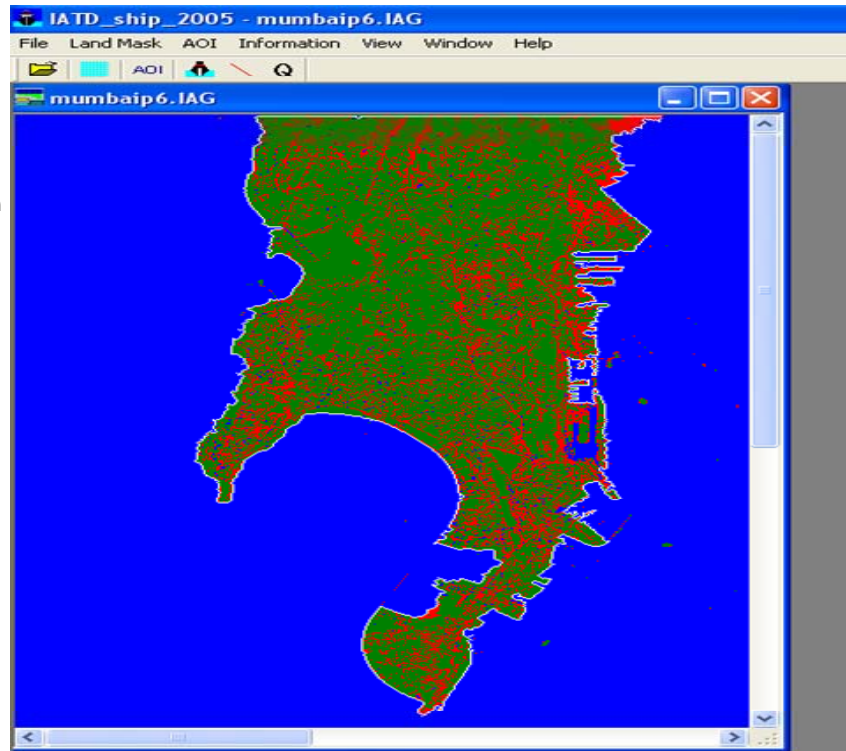 IATD_ship_2005 - mumbaip6.IAG
File Land Mask AOI Information View Window Help
AOI Q
mumbaip6.IAG